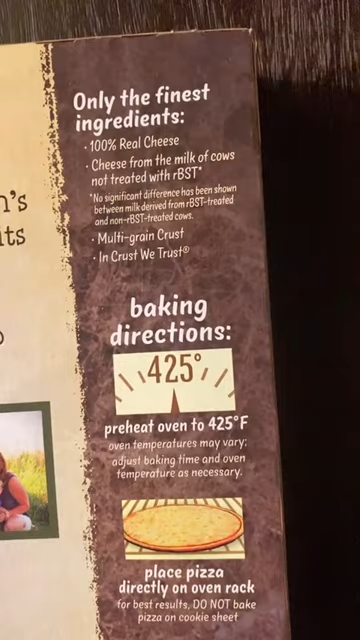 Only the finest
ingredients:
· 100% Real Cheese
· Cheese from the milk of cows
not treated with rBST*
*No significant difference has been shown
between milk derived from rBST-treated
and non-rBST-treated cows.
· Multi-grain Crust
· In Crust We Trust®
baking
directions:
425°
preheat oven to 425°F
oven temperatures may vary;
adjust baking time and oven
temperature as necessary.
place pizza
directly on oven rack
for best results, DO NOT bake
pizza on cookie sheet